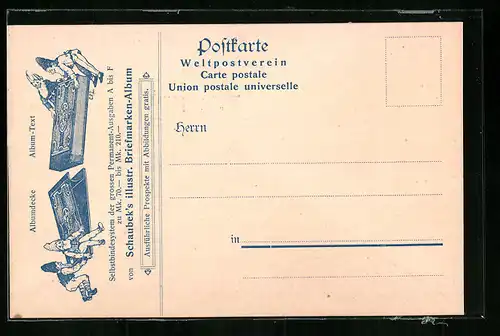 Albumdecke Album-Text
Selbstbindesystem der grossen Permanent-Ausgaben A bis F
zu Mk. 70,— bis Mk. 210,—
von Schaubek's illustr. Briefmarken-Album
Ausführliche Prospekte mit Abbildungen gratis.
Postkarte
Weltpostverein
Carte postale
Union postale universelle
Herrn
in